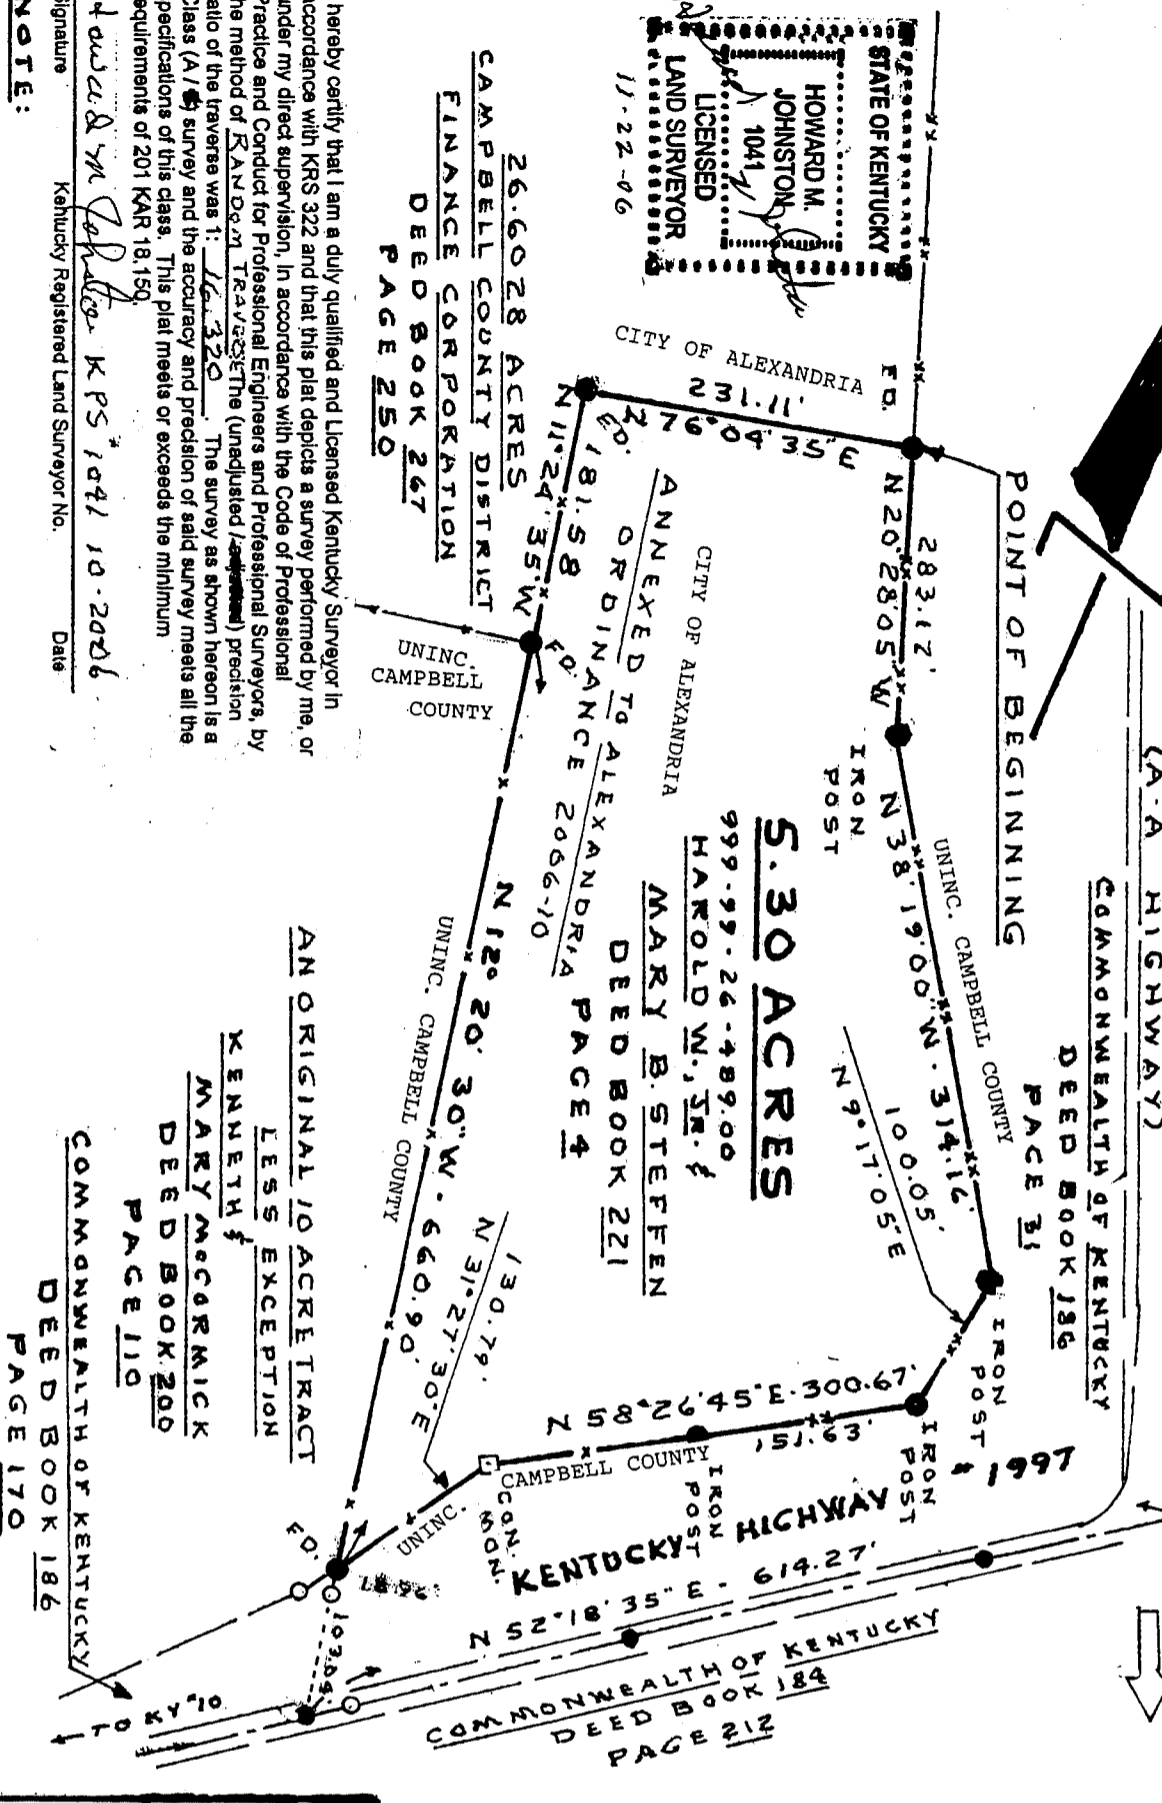 (A-A HIGHWAY)
COMMONWEALTH OF KENTUCKY
DEED BOOK 186
PAGE 31
POINT OF BEGINNING
STATE OF KENTUCKY
HOWARD M.
JOHNSTON
1041
LICENSED
LAND SURVEYOR
11-22-06
FD.
CITY OF ALEXANDRIA
231.11'
N 76°04'35"E
283.12'
N 20°28'05"W
IRON
POST
UNINC. CAMPBELL COUNTY
N 38°19'00"W - 314.16'
100.05'
N 9°17'05"E
IRON
POST
IRON
POST
5.30 ACRES
999-99-26-489.00
HAROLD W., JR. &
MARY B. STEFFEN
DEED BOOK 221
PAGE 4
CITY OF ALEXANDRIA
ANNEXED TO ALEXANDRIA
ORDINANCE 2006-10
FD.
181.58
N 11°24'35"W
FD.
UNINC.
CAMPBELL
COUNTY
26.6028 ACRES
CAMPBELL COUNTY DISTRICT
FINANCE CORPORATION
DEED BOOK 267
PAGE 250
N 12° 20' 30" W - 660.90'
UNINC. CAMPBELL COUNTY
130.79'
N 31°27'30"E
N 58°26'45"E-300.67'
151.63'
UNINC.
CAMPBELL COUNTY
IRON
POST
CON.
MON.
FD.
103.09'
KENTUCKY HIGHWAY # 1997
N 52°18'35"E - 614.27'
COMMONWEALTH OF KENTUCKY
DEED BOOK 184
PAGE 212
TO KY #10
AN ORIGINAL 10 ACRE TRACT
LESS EXCEPTION
KENNETH &
MARY McCORMICK
DEED BOOK 200
PAGE 110
COMMONWEALTH OF KENTUCKY
DEED BOOK 186
PAGE 170
hereby certify that I am a duly qualified and Licensed Kentucky Surveyor in
accordance with KRS 322 and that this plat depicts a survey performed by me, or
under my direct supervision, In accordance with the Code of Professional
Practice and Conduct for Professional Engineers and Professional Surveyors, by
the method of RANDOM TRAVERSE The (unadjusted / adjusted) precision
ratio of the traverse was 1: 16,320. The survey as shown hereon is a
Class (A / B) survey and the accuracy and precision of said survey meets all the
specifications of this class. This plat meets or exceeds the minimum
requirements of 201 KAR 18,150.
Howard M Johnston KPS #1041 10-2006
Signature Kentucky Registered Land Surveyor No. Date
NOTE: